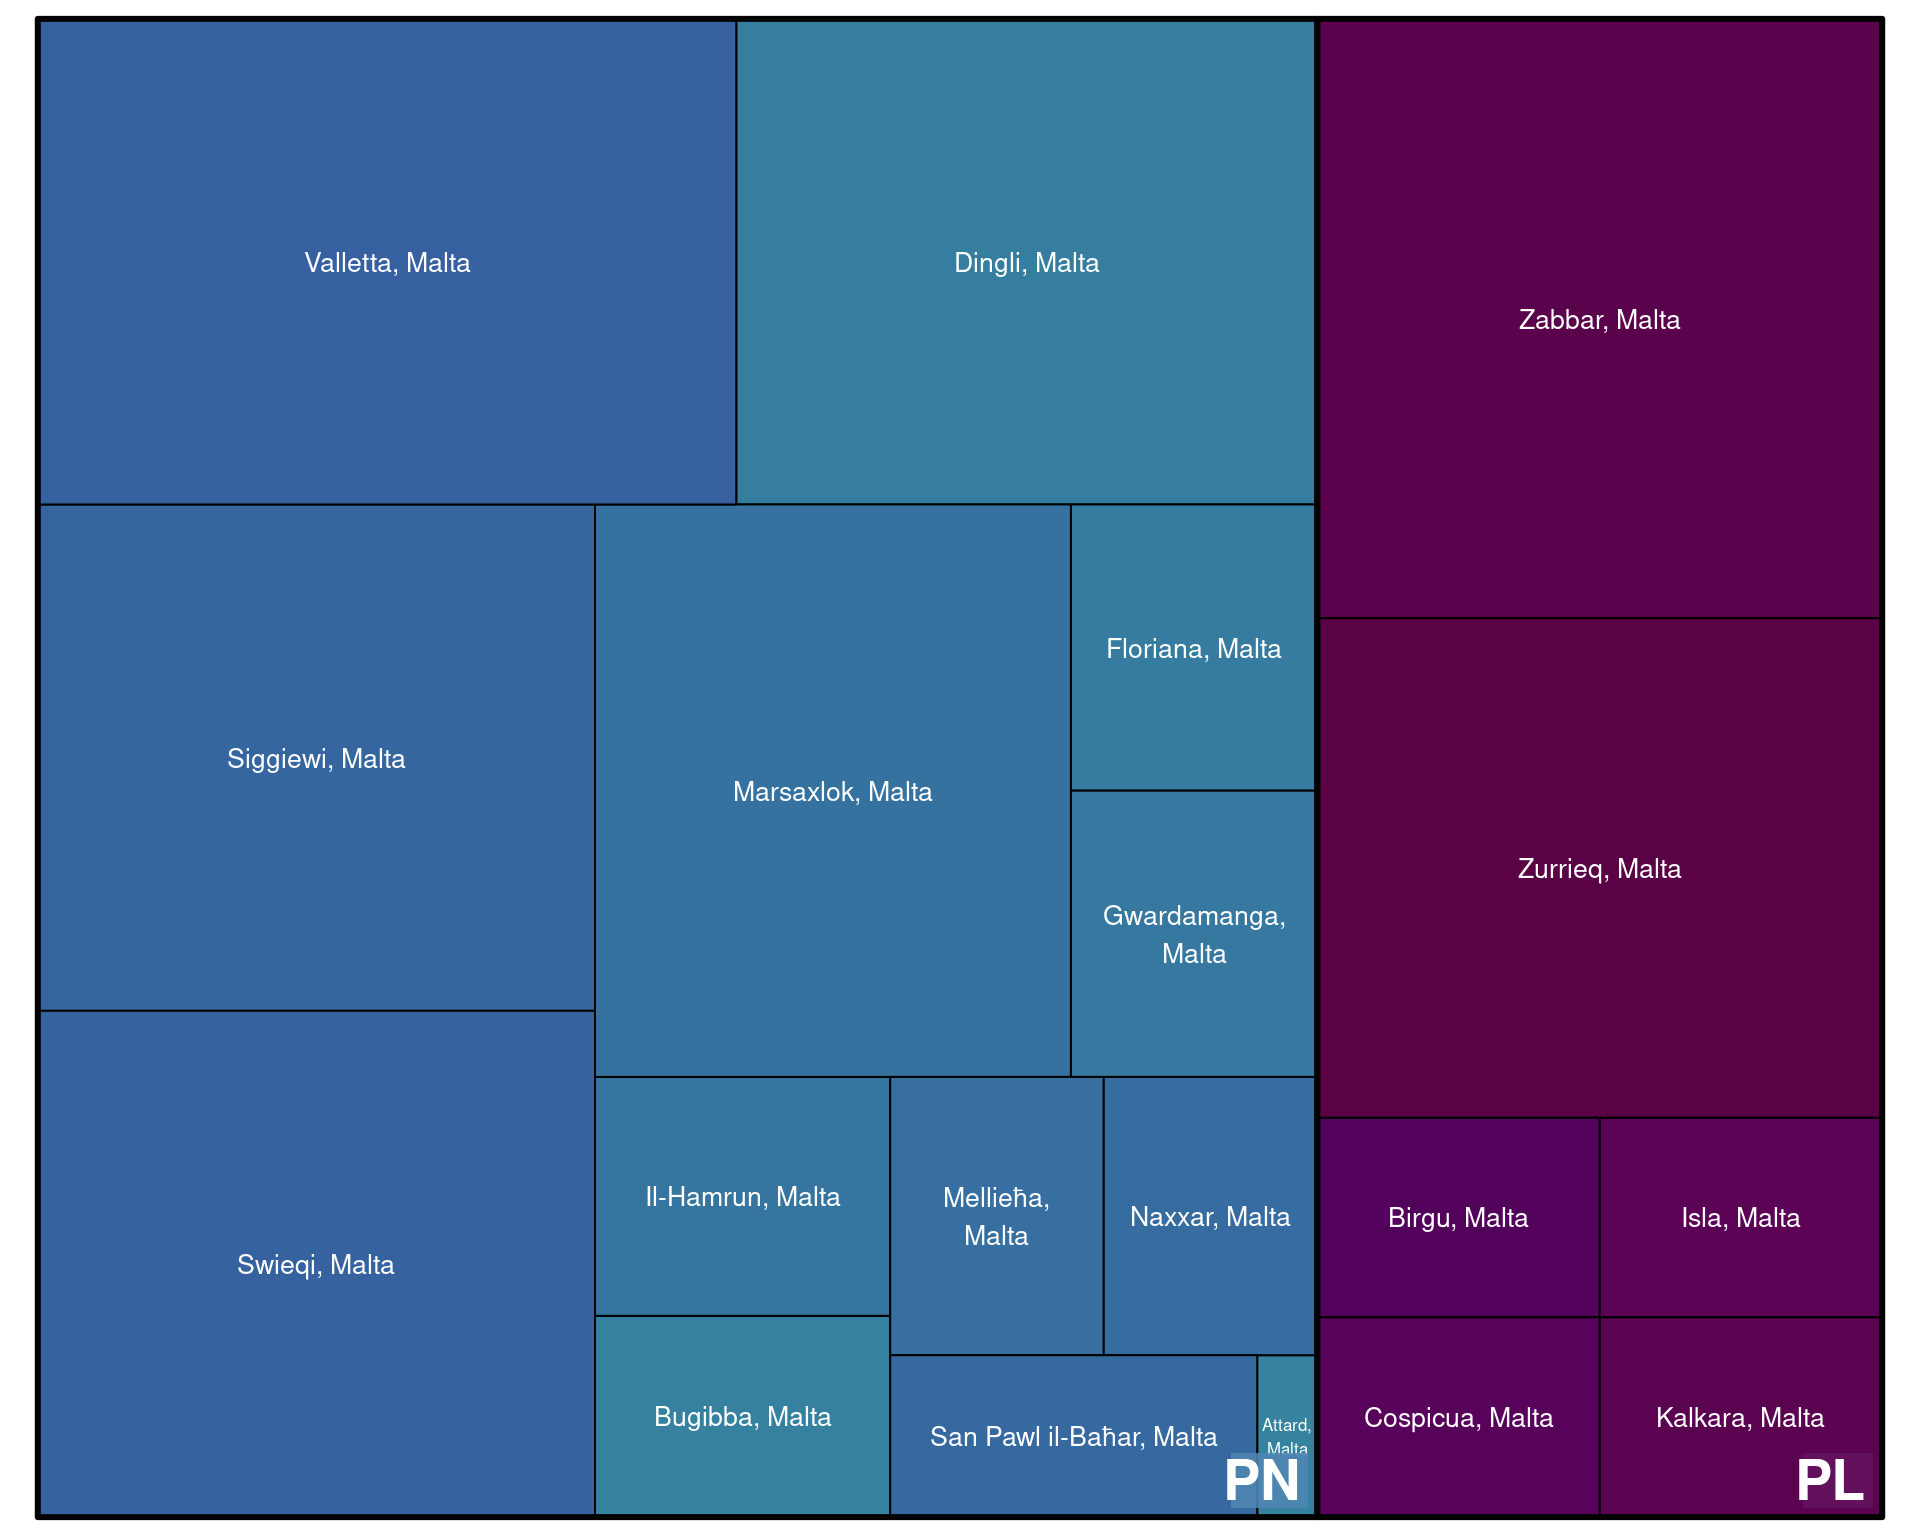 Valletta, Malta
Dingli, Malta
Zabbar, Malta
Siggiewi, Malta
Marsaxlok, Malta
Floriana, Malta
Gwardamanga,
Malta
Zurrieq, Malta
Swieqi, Malta
Il-Hamrun, Malta
Mellieħa,
Malta
Naxxar, Malta
Birgu, Malta
Isla, Malta
Bugibba, Malta
San Pawl il-Baħar, Malta
Attard,
Malta
Cospicua, Malta
Kalkara, Malta
PN
PL